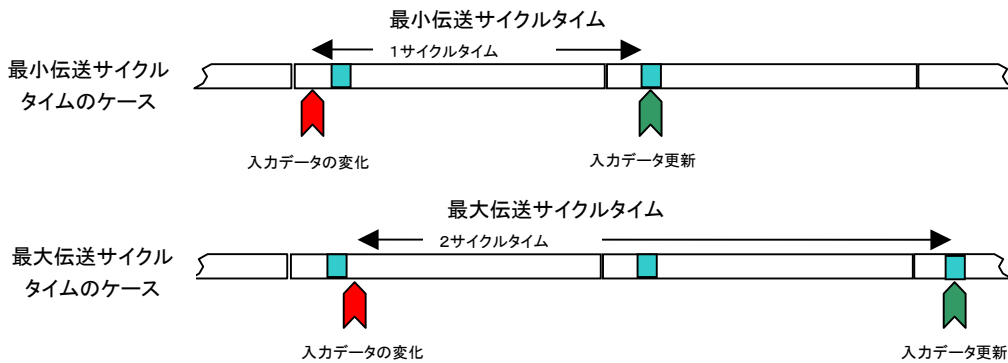 最小伝送サイクルタイム
1サイクルタイム
最小伝送サイクル
タイムのケース
入力データの変化
入力データ更新
最大伝送サイクルタイム
2サイクルタイム
最大伝送サイクル
タイムのケース
入力データの変化
入力データ更新